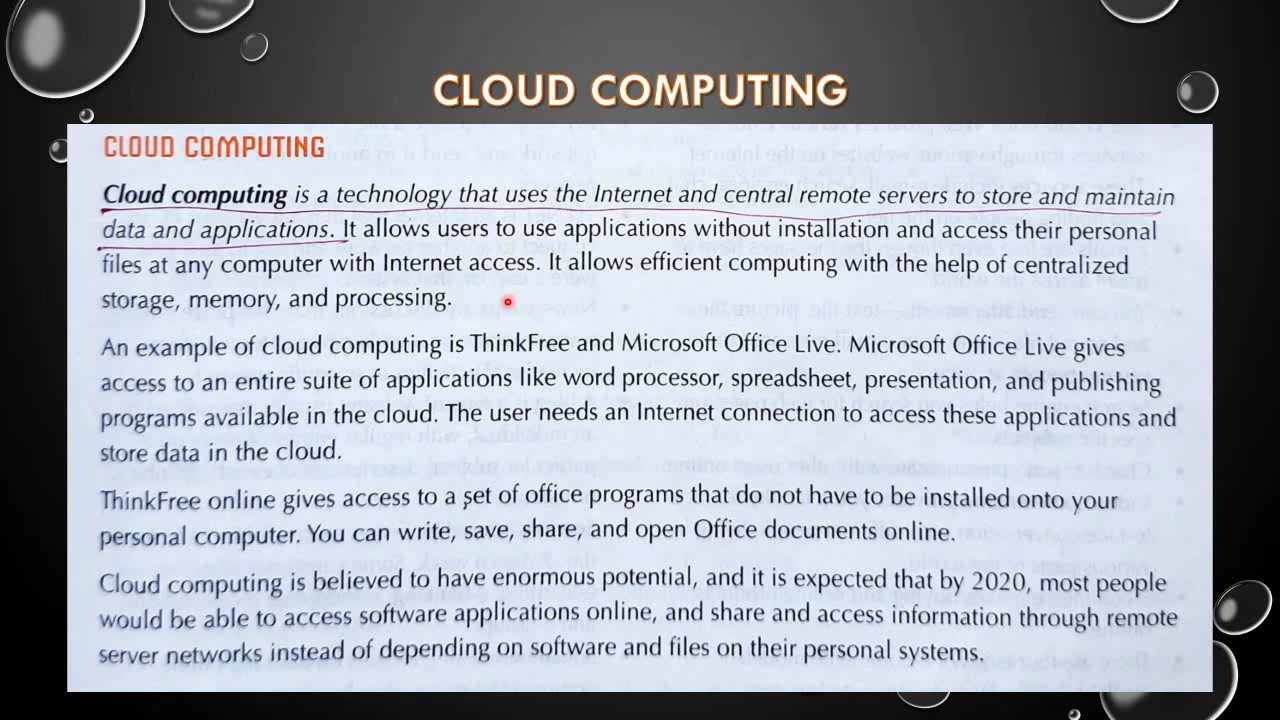 CLOUD COMPUTING
CLOUD COMPUTING
Cloud computing is a technology that uses the Internet and central remote servers to store and maintain
data and applications. It allows users to use applications without installation and access their personal
files at any computer with Internet access. It allows efficient computing with the help of centralized
storage, memory, and processing.
An example of cloud computing is ThinkFree and Microsoft Office Live. Microsoft Office Live gives
access to an entire suite of applications like word processor, spreadsheet, presentation, and publishing
programs available in the cloud. The user needs an Internet connection to access these applications and
store data in the cloud.
ThinkFree online gives access to a set of office programs that do not have to be installed onto your
personal computer. You can write, save, share, and open Office documents online.
Cloud computing is believed to have enormous potential, and it is expected that by 2020, most people
would be able to access software applications online, and share and access information through remote
server networks instead of depending on software and files on their personal systems.